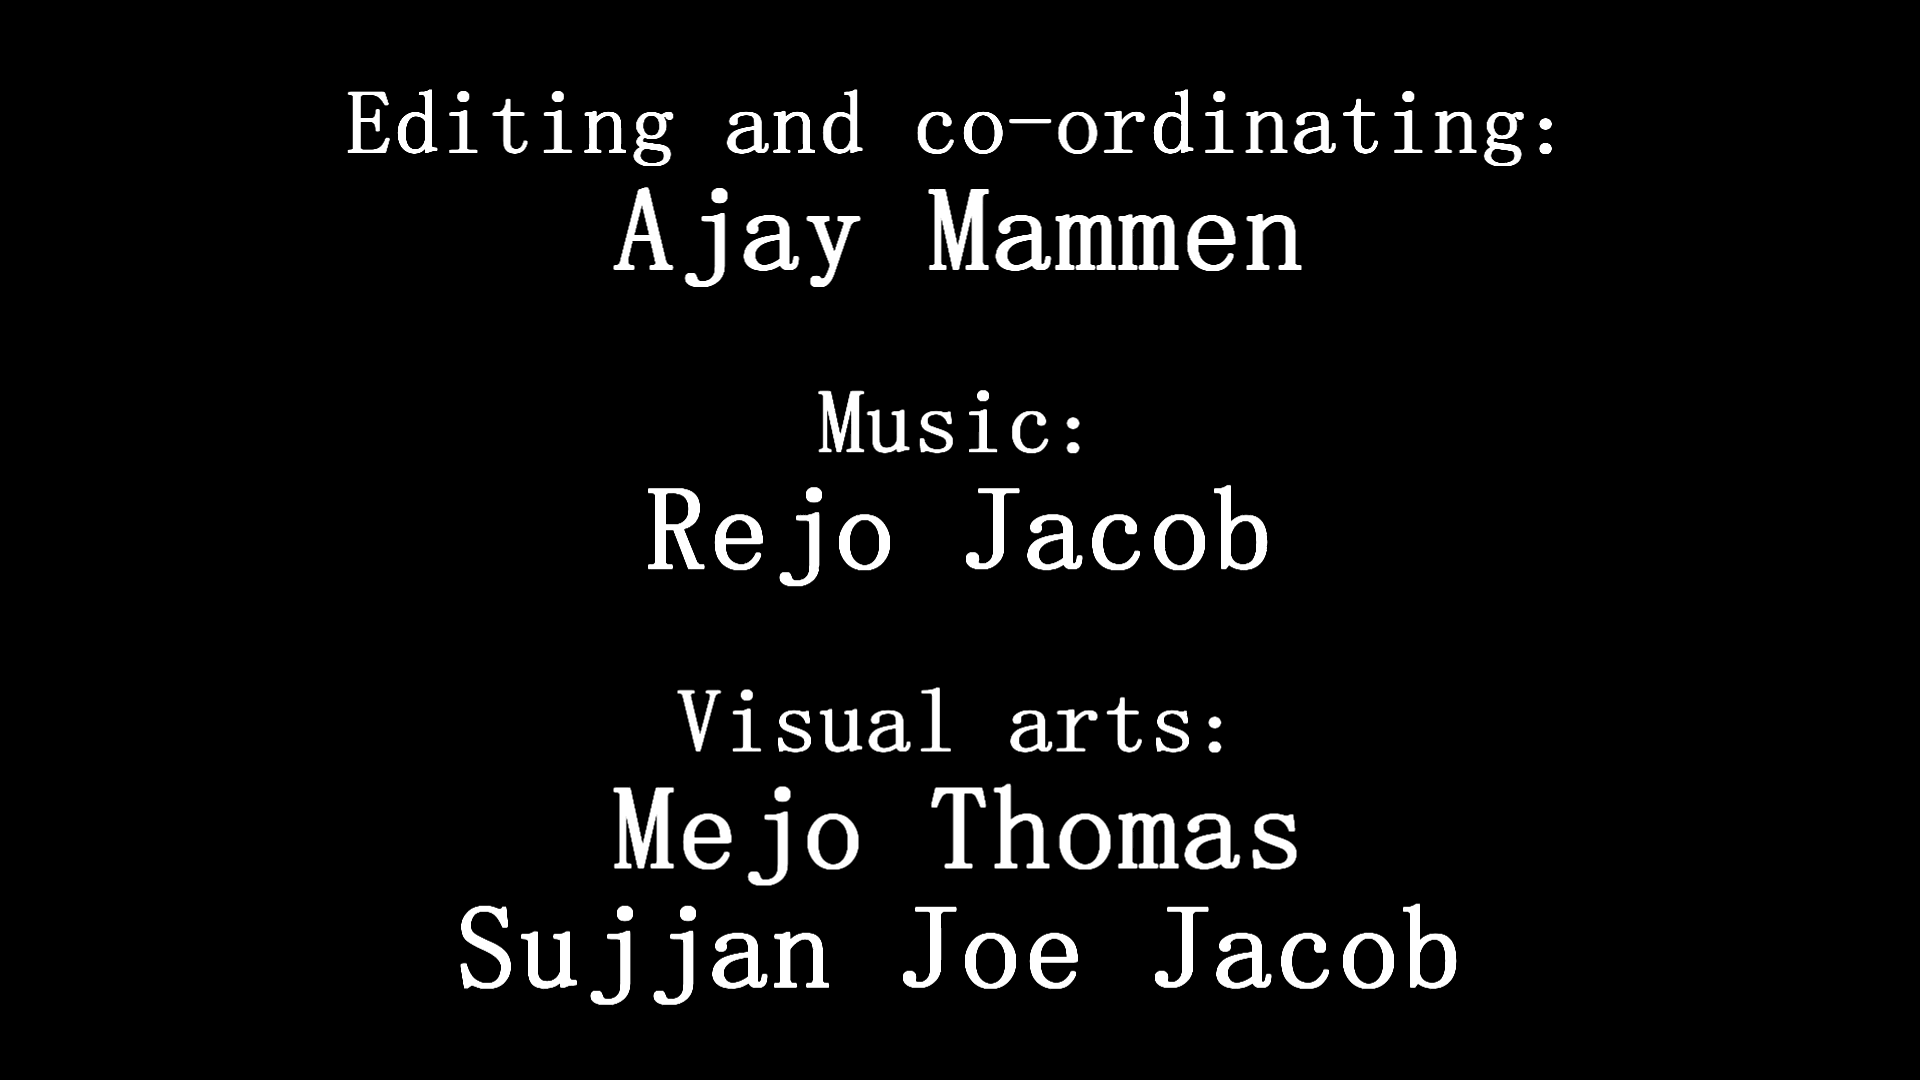 Editing and co-ordinating:
Ajay Mammen
Music:
Rejo Jacob
Visual arts:
Mejo Thomas
Sujjan Joe Jacob